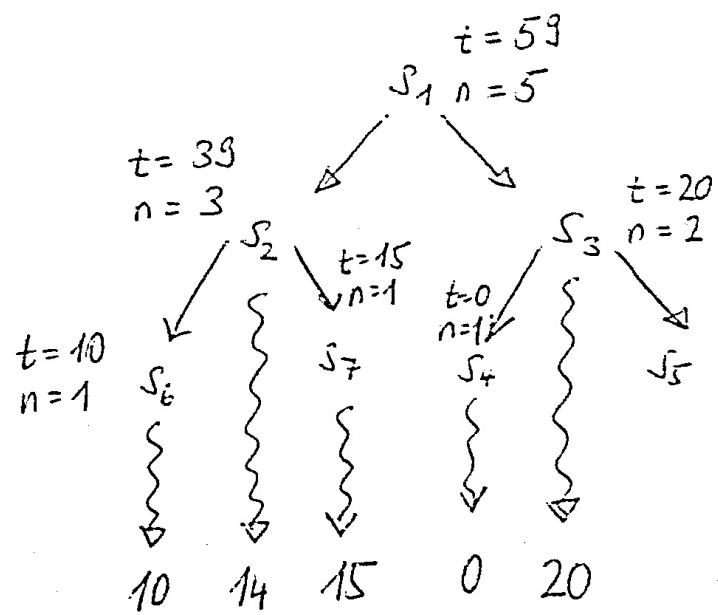 t = 59
S1 n = 5
t = 39
n = 3
S2
t = 20
S3 n = 2
t=15
n=1
t=0
n=1
t = 10
n = 1
S6
S7
S4
S5
10 14 15 0 20